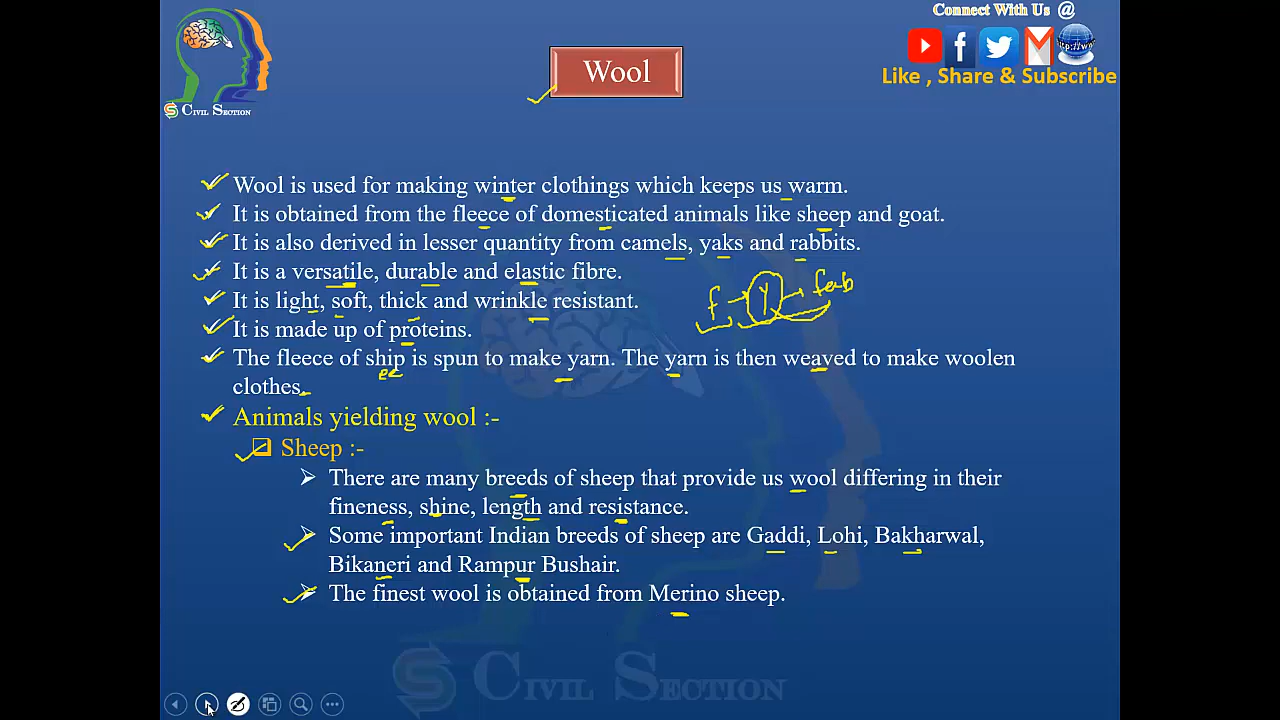 Connect With Us @
http://www
Like , Share & Subscribe
S CIVIL SECTION
Wool
Wool is used for making winter clothings which keeps us warm.
It is obtained from the fleece of domesticated animals like sheep and goat.
It is also derived in lesser quantity from camels, yaks and rabbits.
It is a versatile, durable and elastic fibre.
f → Y → fab
It is light, soft, thick and wrinkle resistant.
It is made up of proteins.
The fleece of ship is spun to make yarn. The yarn is then weaved to make woolen
ee
clothes.
Animals yielding wool :-
Sheep :-
There are many breeds of sheep that provide us wool differing in their
fineness, shine, length and resistance.
Some important Indian breeds of sheep are Gaddi, Lohi, Bakharwal,
Bikaneri and Rampur Bushair.
The finest wool is obtained from Merino sheep.
S CIVIL SECTION